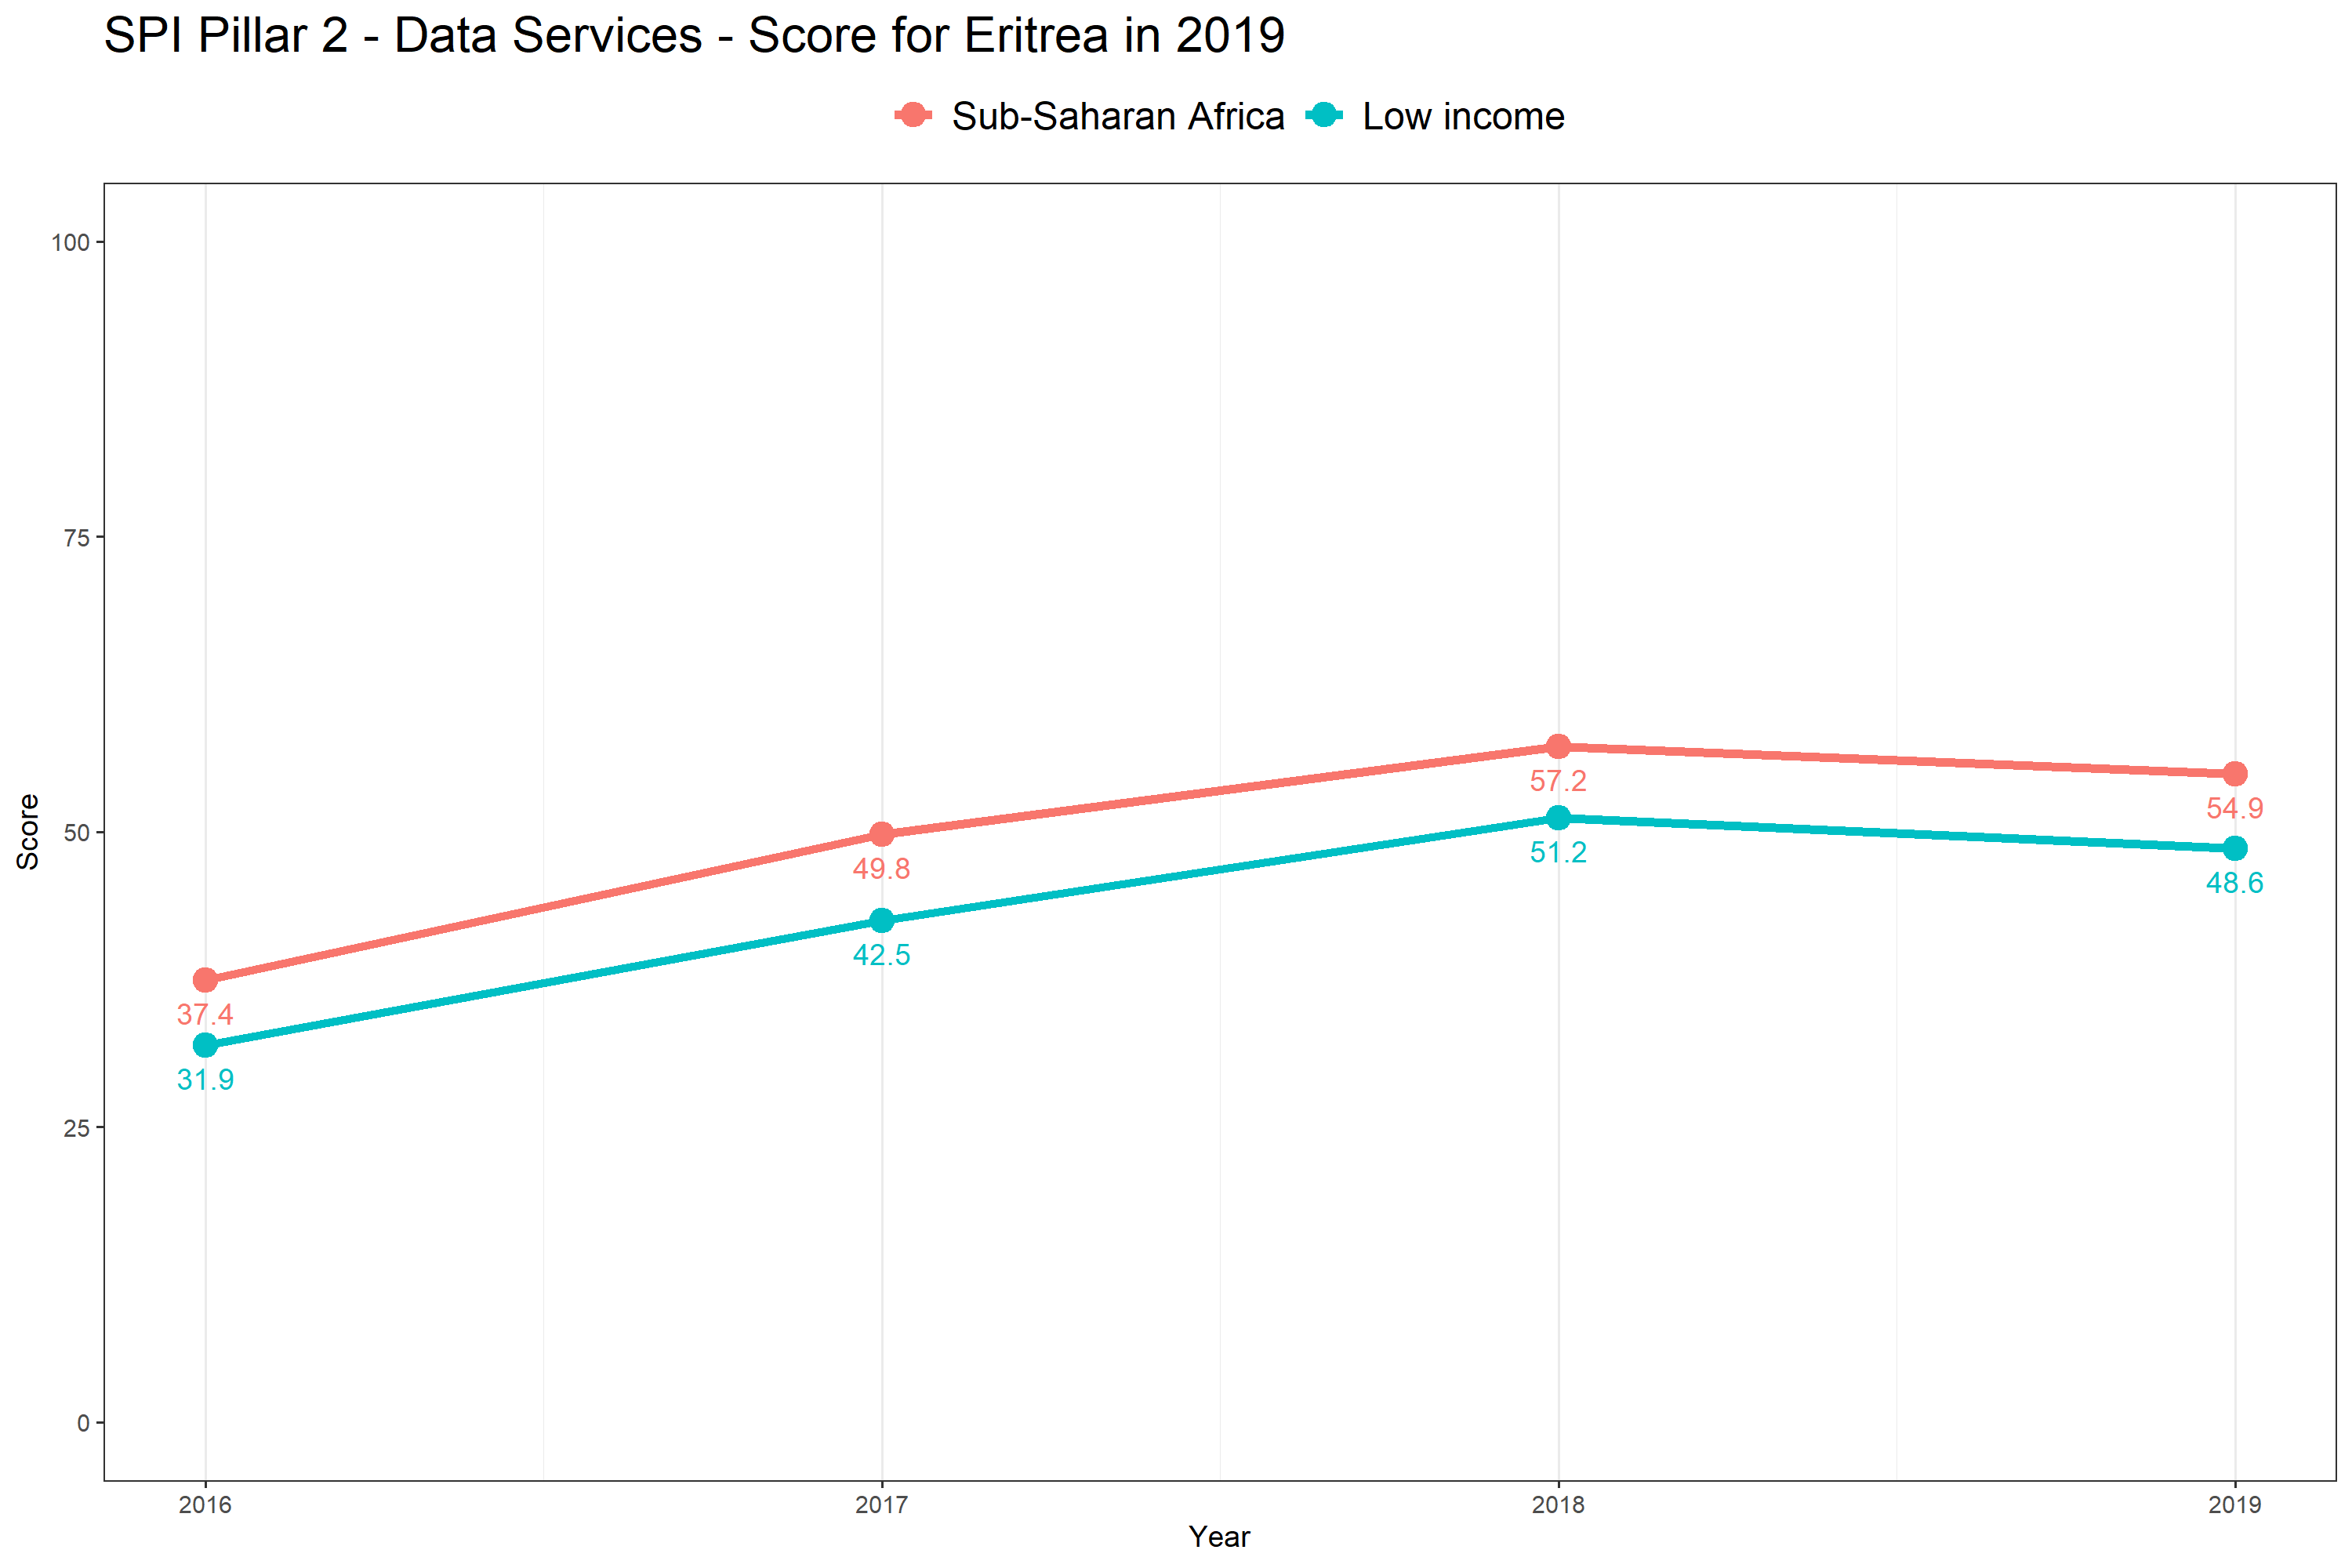 SPI Pillar 2 - Data Services - Score for Eritrea in 2019
Sub-Saharan Africa Low income
100
75
50
25
0
Score
57.2
54.9
49.8
51.2
48.6
42.5
37.4
31.9
2016 2017 2018 2019
Year